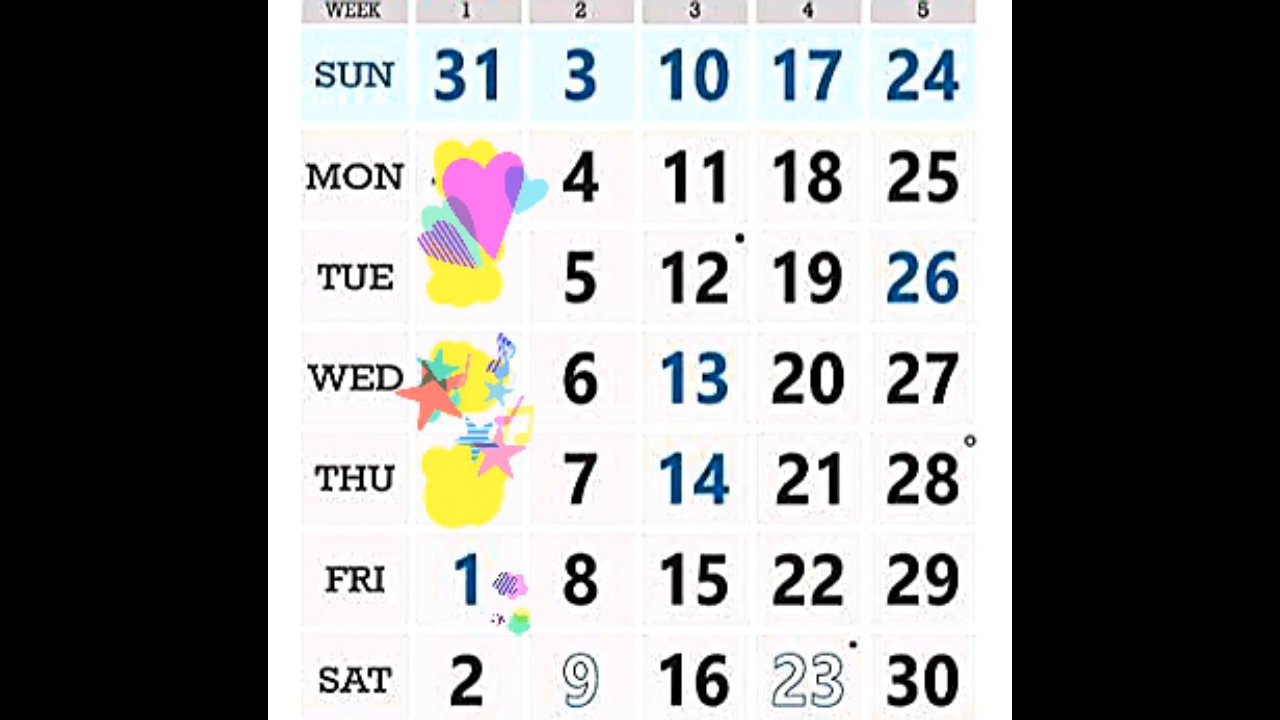 WEEK 1 2 3 4 5
SUN 31 3 10 17 24
MON 4 11 18 25
TUE 5 12 19 26
WED 6 13 20 27
THU 7 14 21 28
FRI 1 8 15 22 29
SAT 2 9 16 23 30